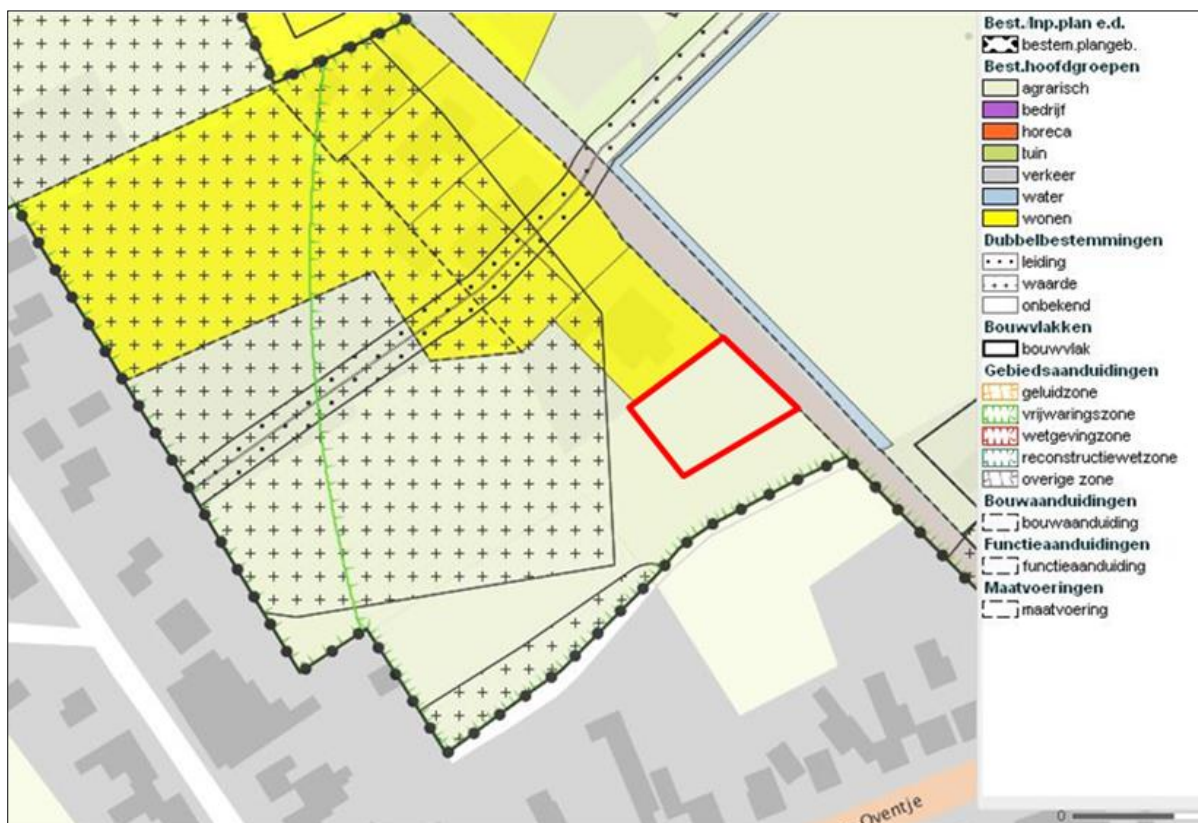 Best./Inp.plan e.d.
bestem.plangeb.
Best.hoofdgroepen
agrarisch
bedrijf
horeca
tuin
verkeer
water
wonen
Dubbelbestemmingen
leiding
waarde
onbekend
Bouwvlakken
bouwvlak
Gebiedsaanduidingen
geluidzone
vrijwaringszone
wetgevingzone
reconstructiewetzone
overige zone
Bouwaanduidingen
bouwaanduiding
Functieaanduidingen
functieaanduiding
Maatvoeringen
maatvoering
Oventje
0